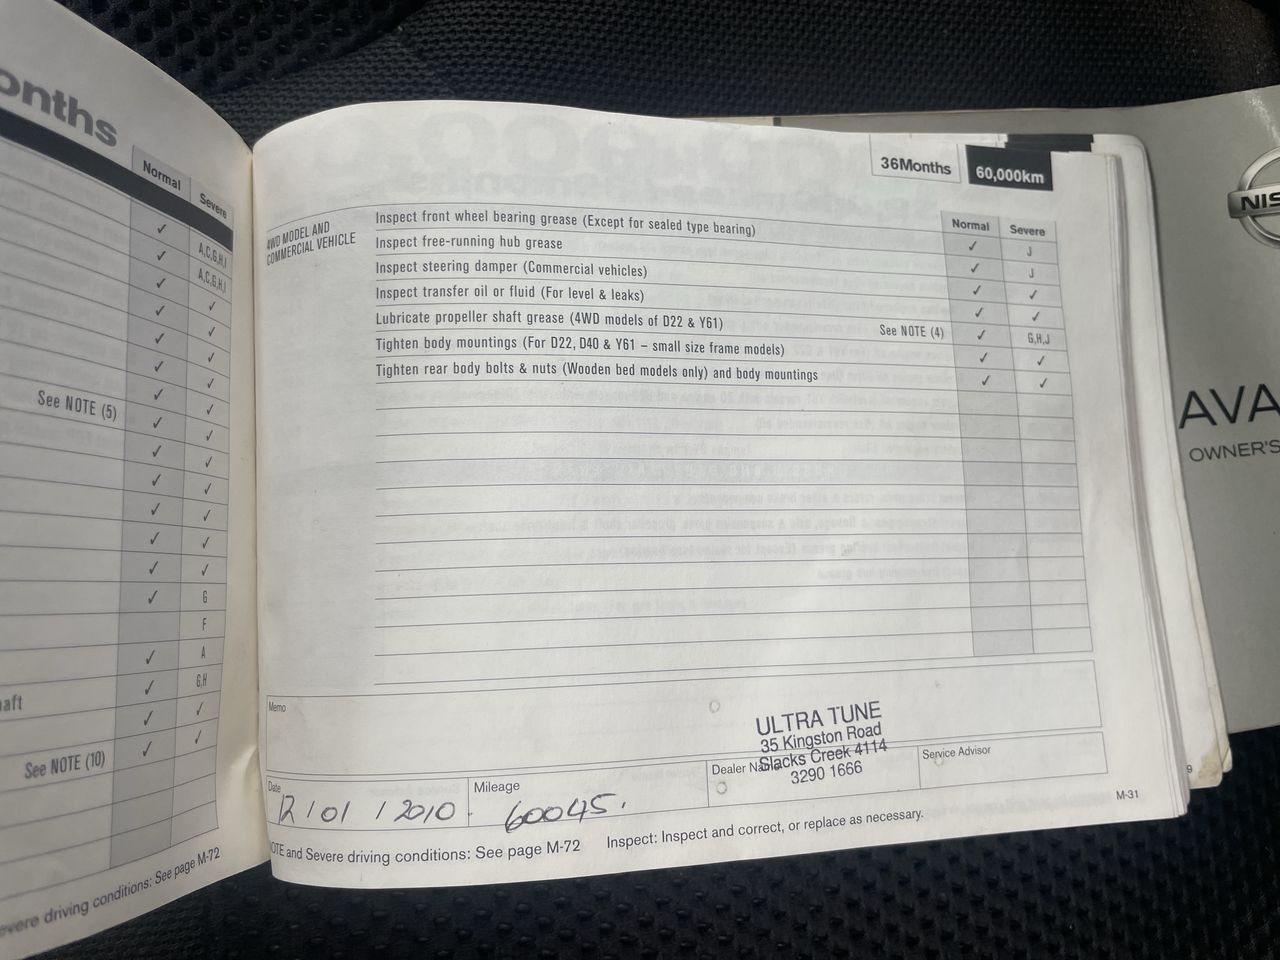 onths
Normal
Severe
✓ A,C,G,H,I
✓ A,C,G,H,I
✓ ✓
✓ ✓
✓ ✓
✓ ✓
See NOTE (5) ✓ ✓
✓ ✓
✓ ✓
✓ ✓
✓ ✓
✓ ✓
✓ ✓
✓ G
F
✓ A
✓ G,H
aft ✓ ✓
See NOTE (10) ✓ ✓
evere driving conditions: See page M-72
36Months
60,000km
Normal
Severe
4WD MODEL AND
COMMERCIAL VEHICLE
Inspect front wheel bearing grease (Except for sealed type bearing) ✓ J
Inspect free-running hub grease ✓ J
Inspect steering damper (Commercial vehicles) ✓ ✓
Inspect transfer oil or fluid (For level & leaks) ✓ ✓
Lubricate propeller shaft grease (4WD models of D22 & Y61) See NOTE (4) ✓ G,H,J
Tighten body mountings (For D22, D40 & Y61 – small size frame models) ✓ ✓
Tighten rear body bolts & nuts (Wooden bed models only) and body mountings ✓ ✓
Memo
ULTRA TUNE
35 Kingston Road
Slacks Creek 4114
3290 1666
Date
12/01/2010.
Mileage
60045.
Dealer Name
Service Advisor
OTE and Severe driving conditions: See page M-72
Inspect: Inspect and correct, or replace as necessary.
M-31
9
NIS
AVA
OWNER'S